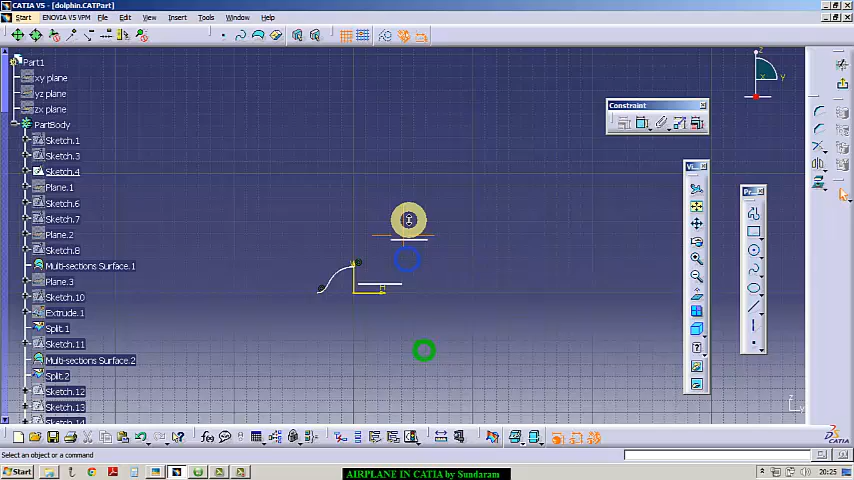 CATIA V5 - [dolphin.CATPart]
Start
ENOVIA V5 VPM
File
Edit
View
Insert
Tools
Window
Help
Part1
xy plane
yz plane
zx plane
PartBody
Sketch.1
Sketch.3
Sketch.4
Plane.1
Sketch.6
Sketch.7
Plane.2
Sketch.8
Multi-sections Surface.1
Plane.3
Sketch.10
Extrude.1
Split.1
Sketch.11
Multi-sections Surface.2
Split.2
Sketch.12
Sketch.13
Constraint
Vi...
Pr...
z
x
y
H
Select an object or a command
CATIA
Start
AIRPLANE IN CATIA by Sundaram
20:25